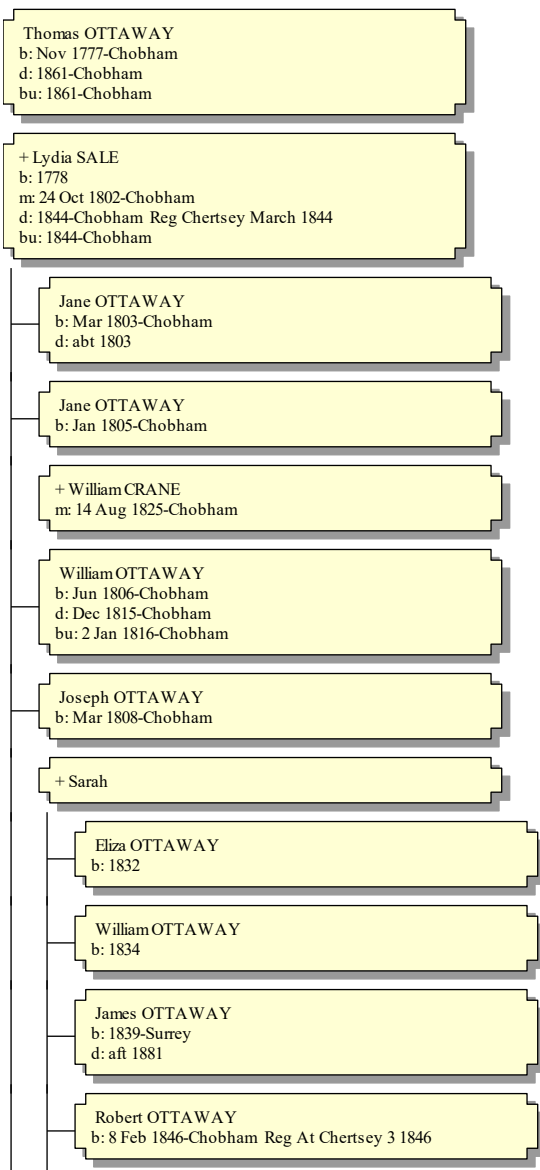 Thomas OTTAWAY
b: Nov 1777-Chobham
d: 1861-Chobham
bu: 1861-Chobham
+ Lydia SALE
b: 1778
m: 24 Oct 1802-Chobham
d: 1844-Chobham Reg Chertsey March 1844
bu: 1844-Chobham
Jane OTTAWAY
b: Mar 1803-Chobham
d: abt 1803
Jane OTTAWAY
b: Jan 1805-Chobham
+ William CRANE
m: 14 Aug 1825-Chobham
William OTTAWAY
b: Jun 1806-Chobham
d: Dec 1815-Chobham
bu: 2 Jan 1816-Chobham
Joseph OTTAWAY
b: Mar 1808-Chobham
+ Sarah
Eliza OTTAWAY
b: 1832
William OTTAWAY
b: 1834
James OTTAWAY
b: 1839-Surrey
d: aft 1881
Robert OTTAWAY
b: 8 Feb 1846-Chobham Reg At Chertsey 3 1846